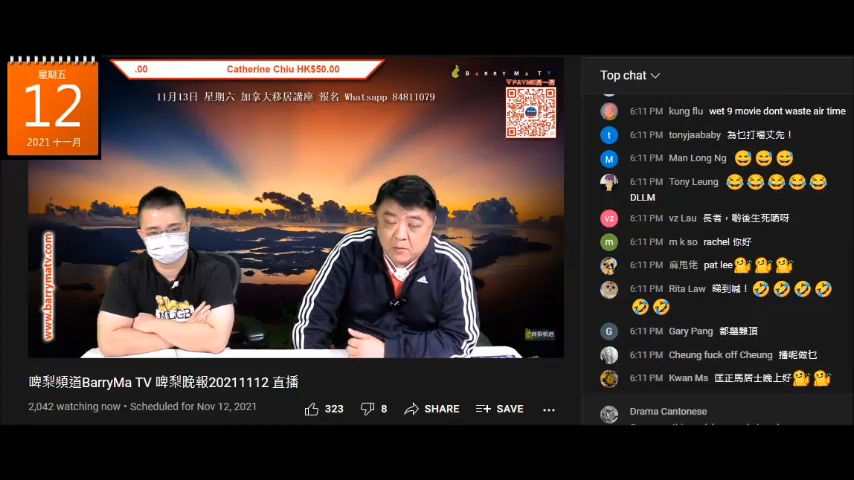 星期五
12
2021 十一月
.00 Catherine Chiu HK$50.00
BARRYMATV
11月13日 星期六 加拿大移居講座 報名 Whatsapp 84811079
www.barrymatv.com
啤梨頻道BarryMa TV 啤梨晚報20211112 直播
2,042 watching now • Scheduled for Nov 12, 2021
323
8
SHARE
SAVE
Top chat
6:11 PM kung flu wet 9 movie dont waste air time
t
6:11 PM tonyjaababy 為乜打場丈先！
M
6:11 PM Man Long Ng 😅😅😅
6:11 PM Tony Leung 😂😂😂😂😂
DLLM
vz
6:11 PM vz Lau 長者，啲後生死晒呀
m
6:11 PM m k so rachel 你好
6:11 PM 麻甩佬 pat lee
6:11 PM Rita Law 睇到喊！🤣🤣🤣🤣
🤣🤣
G
6:11 PM Gary Pang 都幾難頂
6:11 PM Cheung fuck off Cheung 播呢做乜
6:11 PM Kwan Ms 匡正馬居士晚上好
Drama Cantonese